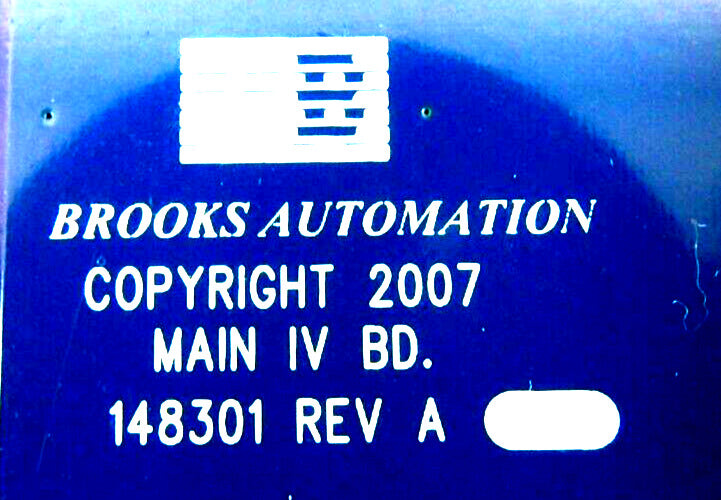 BROOKS AUTOMATION
COPYRIGHT 2007
MAIN IV BD.
148301 REV A